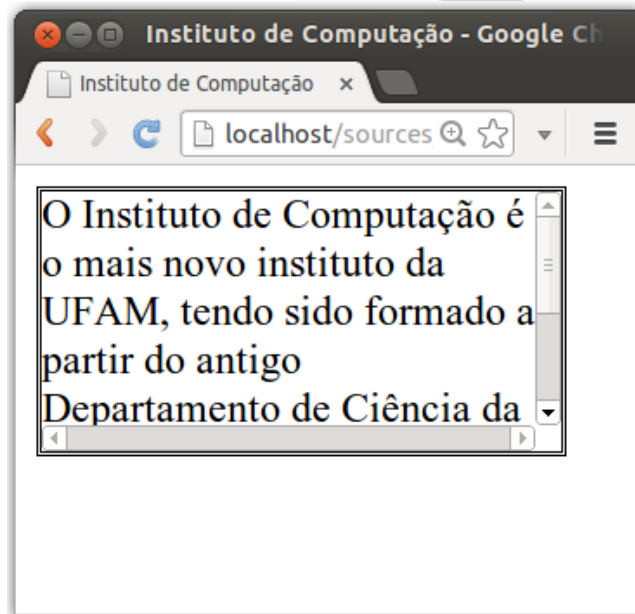 Instituto de Computação - Google Ch
Instituto de Computação
localhost/sources
O Instituto de Computação é
o mais novo instituto da
UFAM, tendo sido formado a
partir do antigo
Departamento de Ciência da